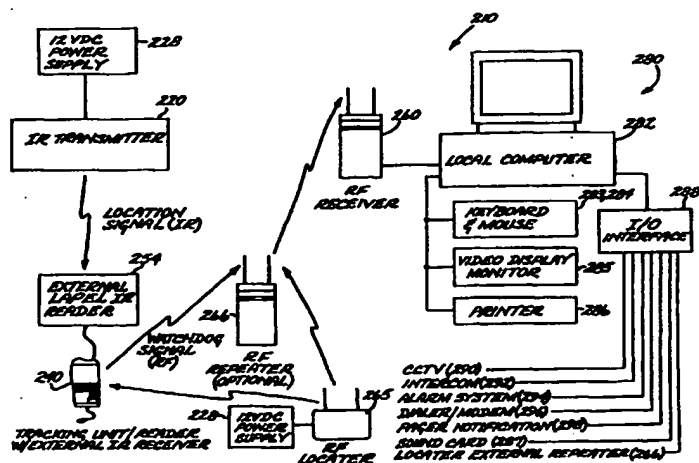 12 VDC
POWER
SUPPLY
228
220
IR TRANSMITTER
LOCATION
SIGNAL (IR)
254
EXTERNAL
LAPEL IR
READER
240
TRACKING UNIT/READER
W/EXTERNAL IR RECEIVER
WATCHDOG
SIGNAL
(RF)
266
RF
REPEATER
(OPTIONAL)
228
12VDC
POWER
SUPPLY
265
RF
LOCATER
260
RF
RECEIVER
210
280
282
LOCAL COMPUTER
283,284
KEYBOARD
& MOUSE
VIDEO DISPLAY
MONITOR
285
PRINTER
286
288
I/O
INTERFACE
CCTV (290)
INTERCOM (292)
ALARM SYSTEM (294)
DIALER/MODEM (296)
PAGER NOTIFICATION (298)
SOUND CARD (287)
LOCATER EXTERNAL REPEATER (266)